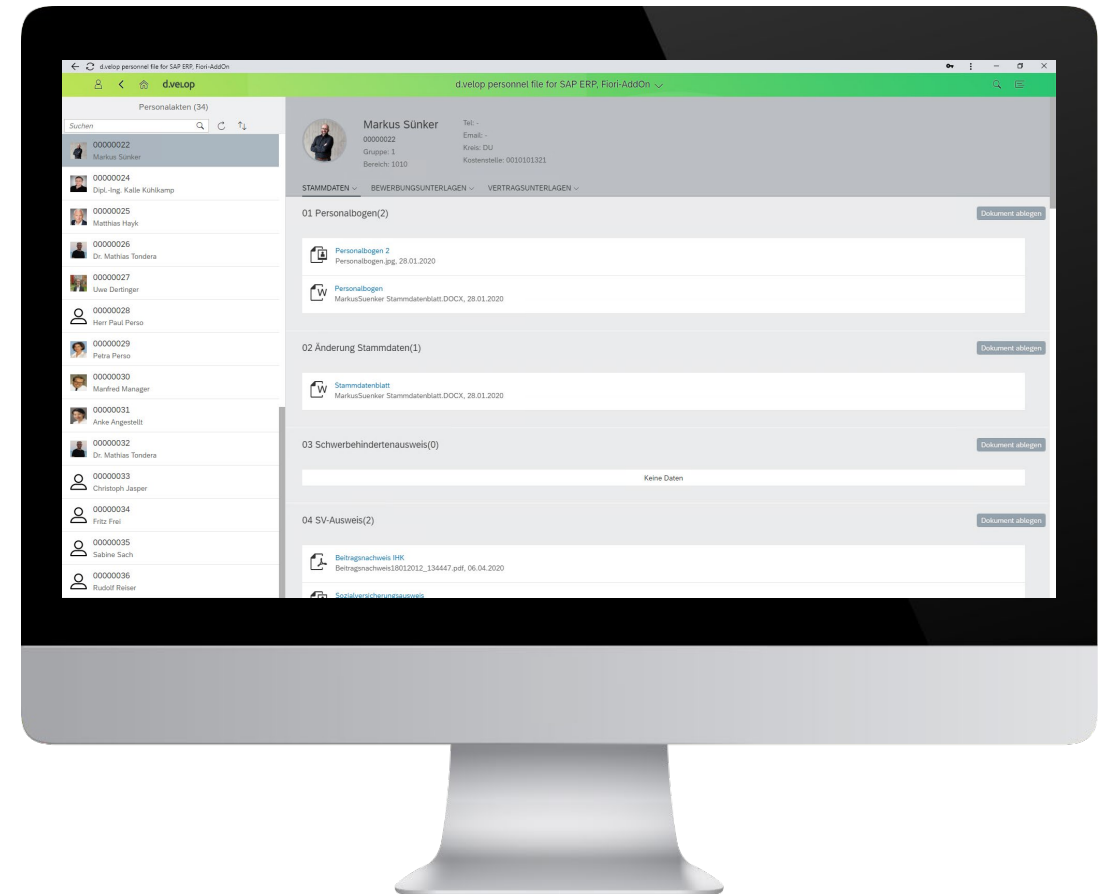 d.velop personnel file for SAP ERP, Fiori-AddOn
d.velop
d.velop personnel file for SAP ERP, Fiori-AddOn
Personalakten (34)
Suchen
00000022
Markus Sünker
00000024
Dipl.-Ing. Kalle Kühlkamp
00000025
Matthias Hayk
00000026
Dr. Mathias Tondera
00000027
Uwe Dertinger
00000028
Herr Paul Perso
00000029
Petra Perso
00000030
Manfred Manager
00000031
Anke Angestellt
00000032
Dr. Mathias Tondera
00000033
Christoph Jasper
00000034
Fritz Frei
00000035
Sabine Sach
00000036
Rudolf Reiser
Markus Sünker
00000022
Gruppe: 1
Bereich: 1010
Tel: -
Email: -
Kreis: DU
Kostenstelle: 0010101321
STAMMDATEN BEWERBUNGSUNTERLAGEN VERTRAGSUNTERLAGEN
01 Personalbogen(2) Dokument ablegen
Personalbogen 2
Personalbogen.jpg, 28.01.2020
W Personalbogen
MarkusSuenker Stammdatenblatt.DOCX, 28.01.2020
02 Änderung Stammdaten(1) Dokument ablegen
W Stammdatenblatt
MarkusSuenker Stammdatenblatt.DOCX, 28.01.2020
03 Schwerbehindertenausweis(0) Dokument ablegen
Keine Daten
04 SV-Ausweis(2) Dokument ablegen
Beitragsnachweis IHK
Beitragsnachweis18012012_134447.pdf, 06.04.2020
Sozialversicherungsausweis